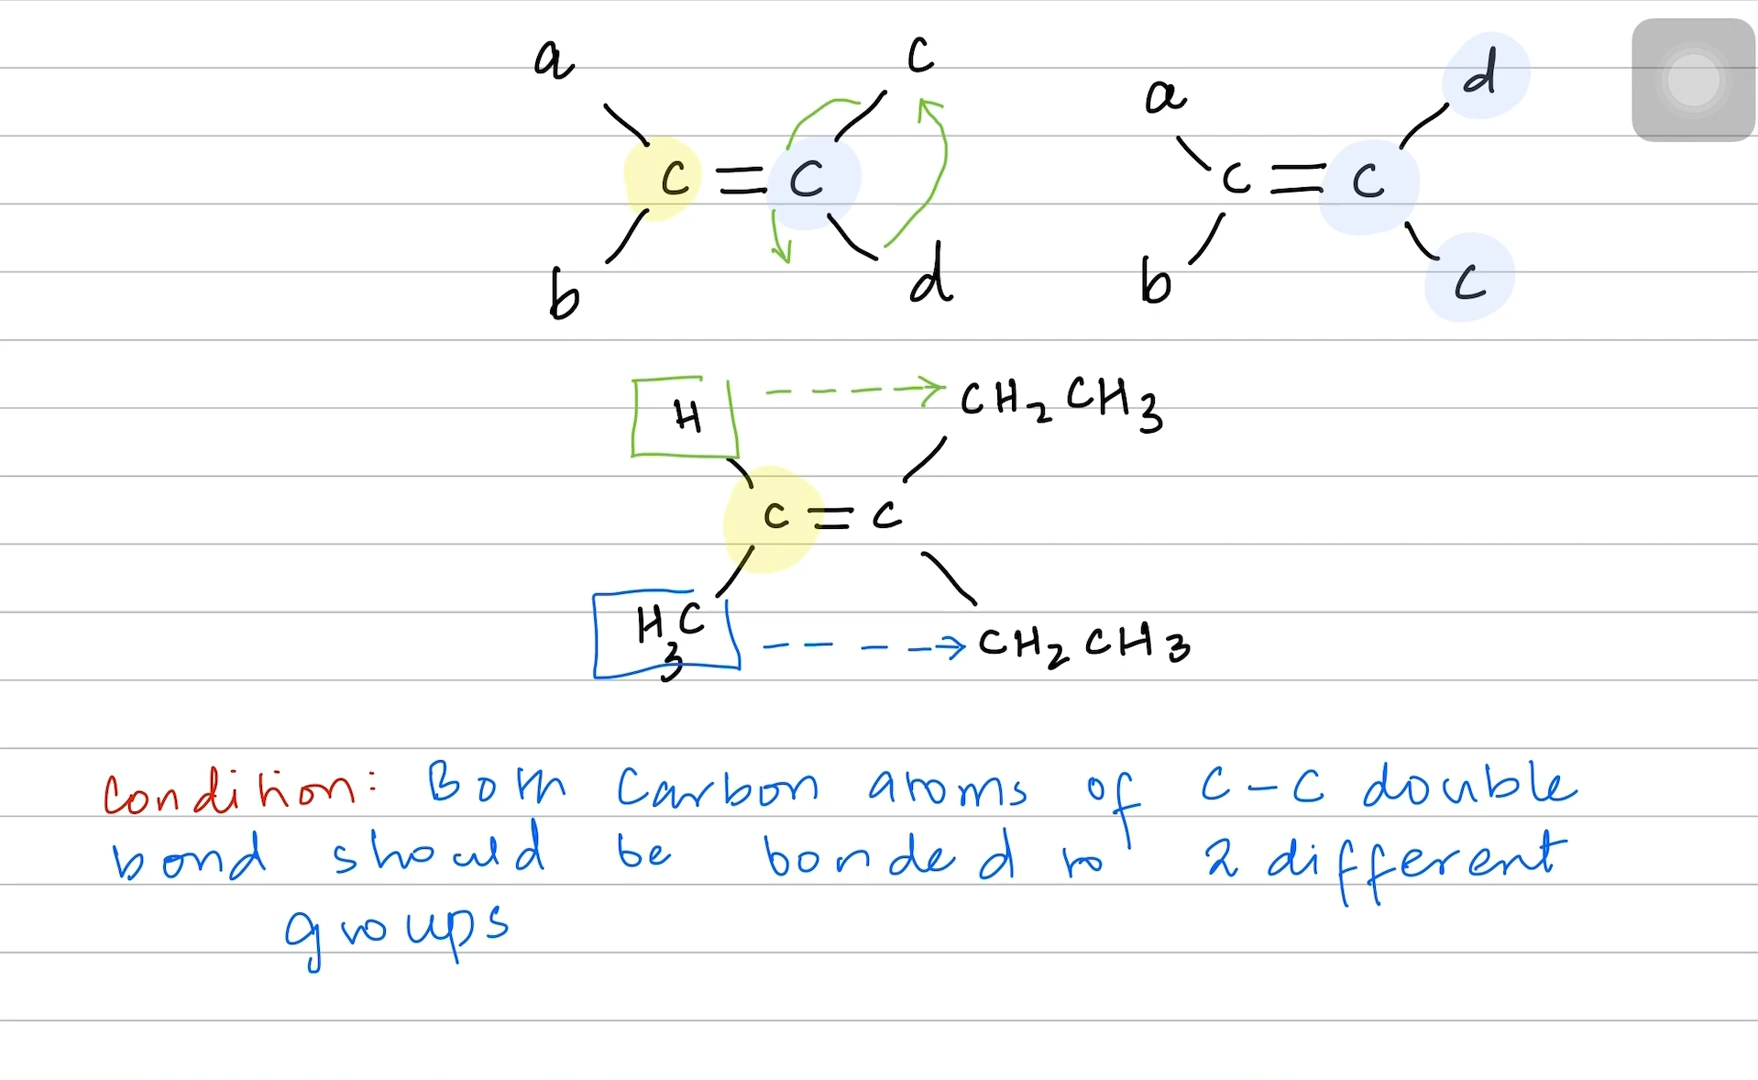 a c a d
C = C C = C
b d b c
H CH2CH3
C = C
H3C CH2CH3
Condition: Both Carbon atoms of C-C double
bond should be bonded to 2 different
groups